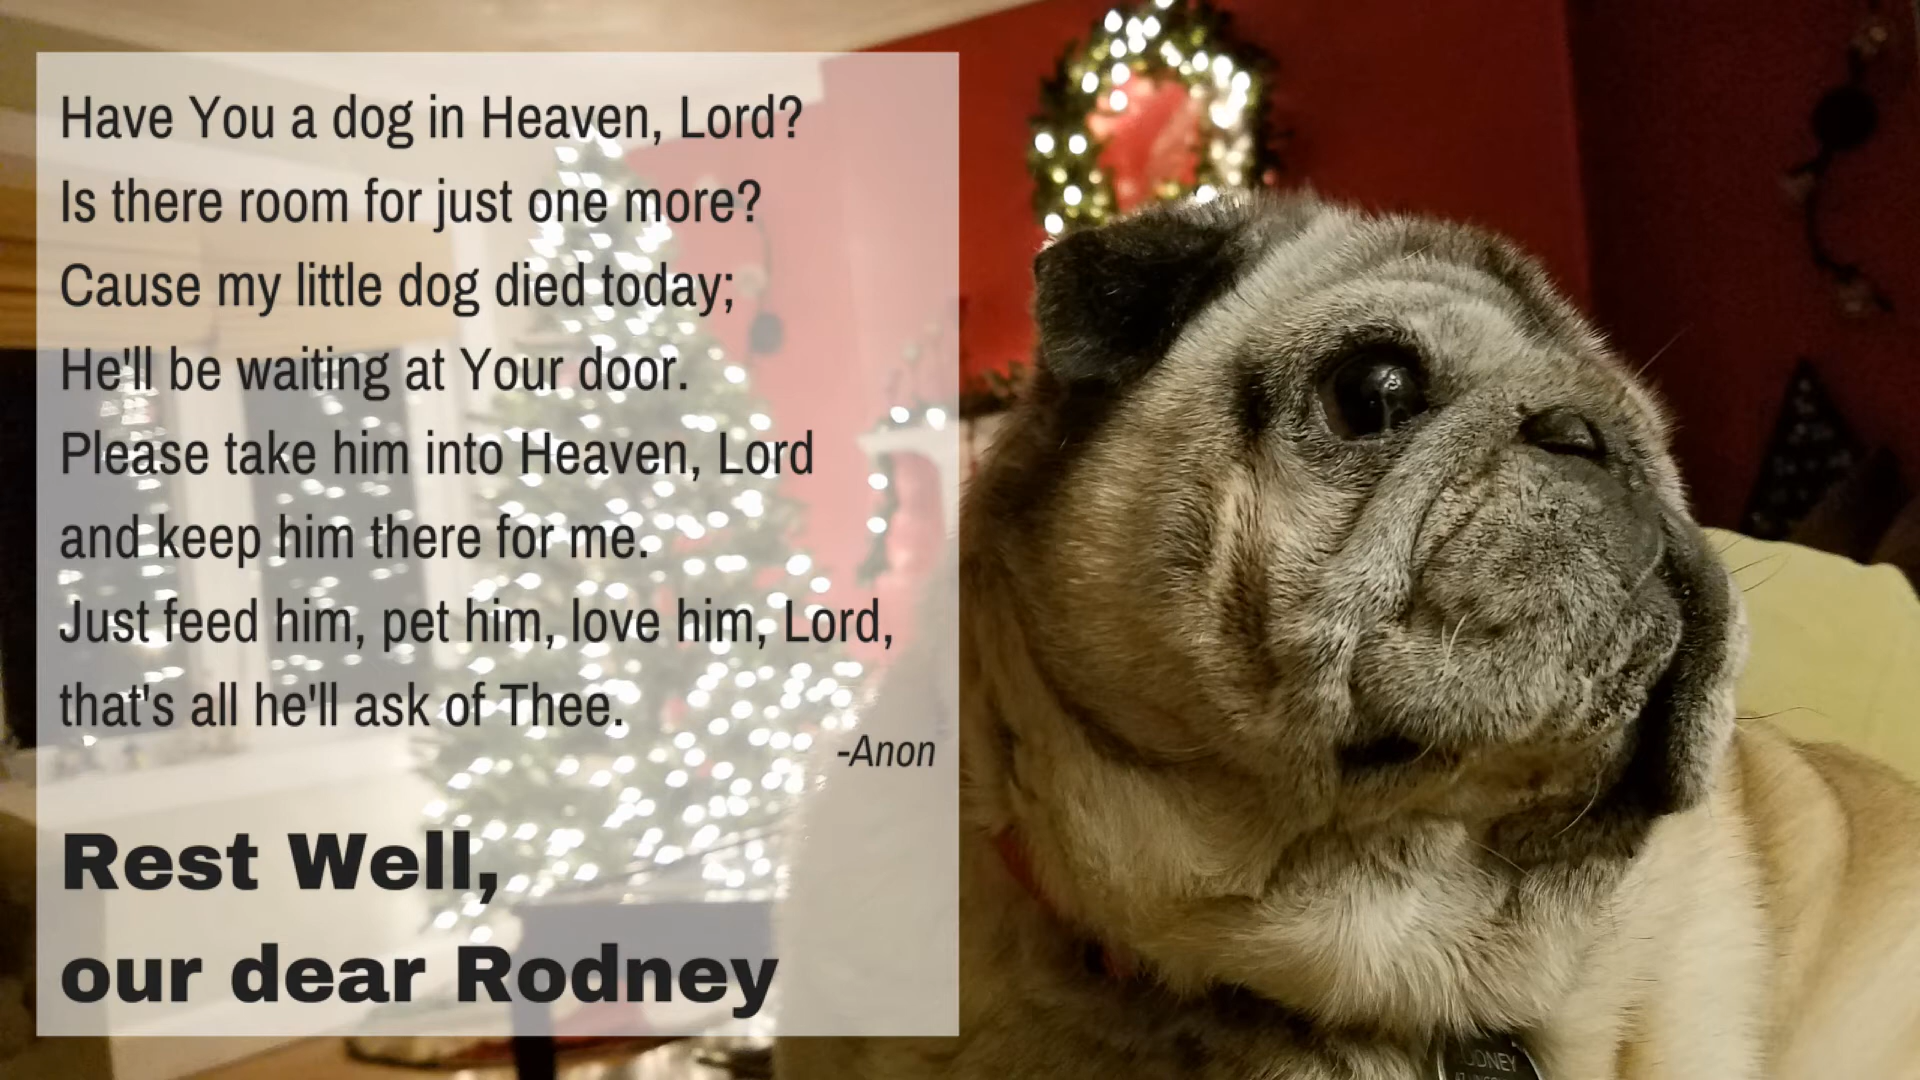 Have You a dog in Heaven, Lord?
Is there room for just one more?
Cause my little dog died today;
He'll be waiting at Your door.
Please take him into Heaven, Lord
and keep him there for me.
Just feed him, pet him, love him, Lord,
that's all he'll ask of Thee.
-Anon
Rest Well,
our dear Rodney